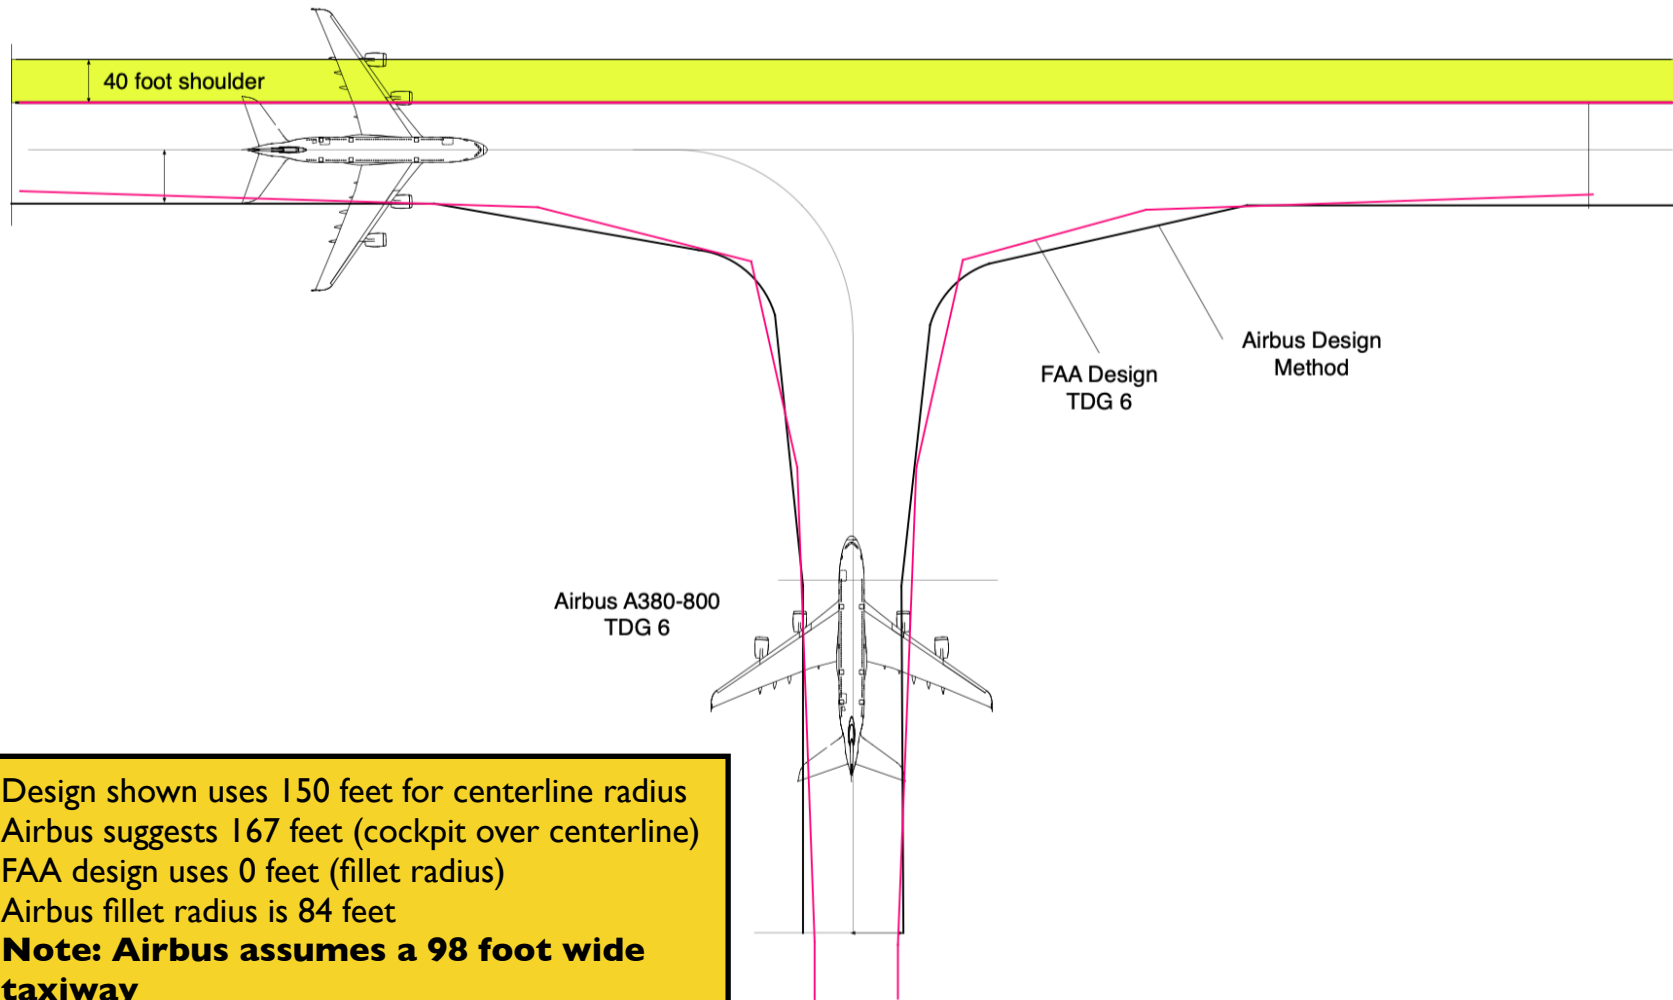 40 foot shoulder
Airbus Design
Method
FAA Design
TDG 6
Airbus A380-800
TDG 6
Design shown uses 150 feet for centerline radius
Airbus suggests 167 feet (cockpit over centerline)
FAA design uses 0 feet (fillet radius)
Airbus fillet radius is 84 feet
Note: Airbus assumes a 98 foot wide
taxiway